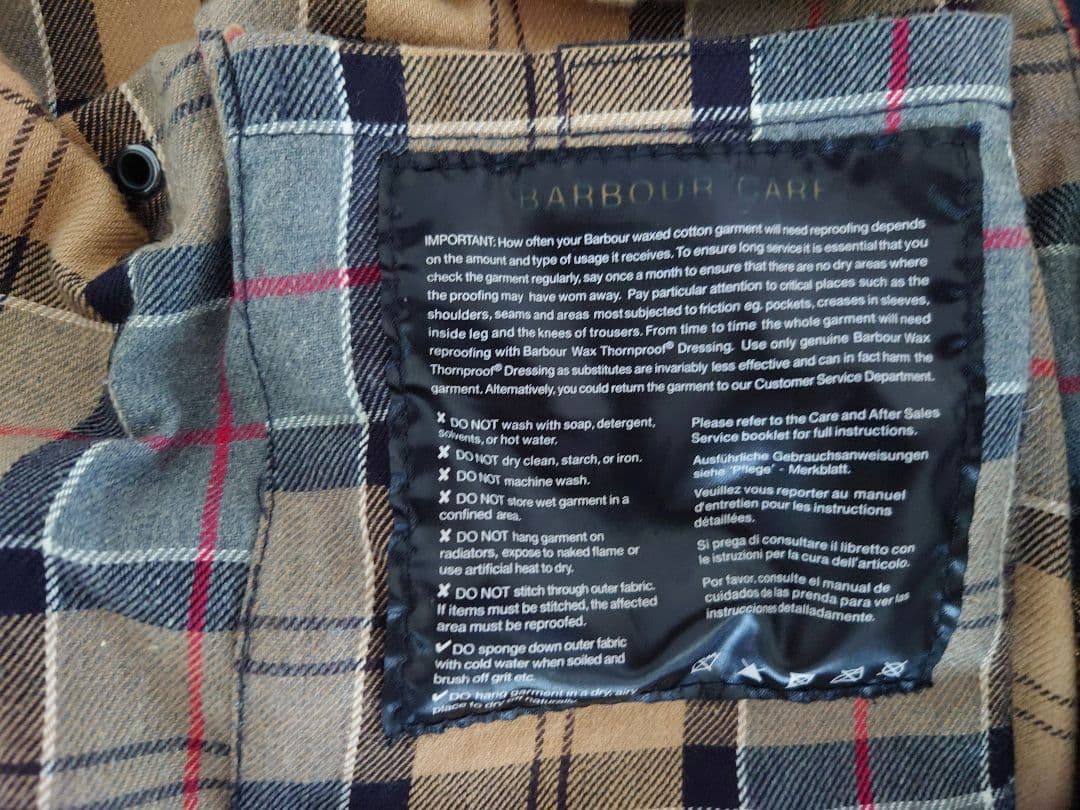 BARBOUR CARE
IMPORTANT: How often your Barbour waxed cotton garment will need reproofing depends
on the amount and type of usage it receives. To ensure long service it is essential that you
check the garment regularly, say once a month to ensure that there are no dry areas where
the proofing may have worn away. Pay particular attention to critical places such as the
shoulders, seams and areas most subjected to friction eg. pockets, creases in sleeves,
inside leg and the knees of trousers. From time to time the whole garment will need
reproofing with Barbour Wax Thornproof® Dressing. Use only genuine Barbour Wax
Thornproof® Dressing as substitutes are invariably less effective and can in fact harm the
garment. Alternatively, you could return the garment to our Customer Service Department.
✘ DO NOT wash with soap, detergent,
solvents, or hot water.
✘ DO NOT dry clean, starch, or iron.
✘ DO NOT machine wash.
✘ DO NOT store wet garment in a
confined area.
✘ DO NOT hang garment on
radiators, expose to naked flame or
use artificial heat to dry.
✘ DO NOT stitch through outer fabric.
If items must be stitched, the affected
area must be reproofed.
✔ DO sponge down outer fabric
with cold water when soiled and
brush off grit etc.
✔ DO hang garment in a dry, airy
place to dry off naturally.
Please refer to the Care and After Sales
Service booklet for full instructions.
Ausführliche Gebrauchsanweisungen
siehe 'Pflege' - Merkblatt.
Veuillez vous reporter au manuel
d'entretien pour les instructions
détaillées.
Si prega di consultare il libretto con
le istruzioni per la cura dell'articolo.
Por favor, consulte el manual de
cuidados de las prenda para ver las
instrucciones detalladamente.